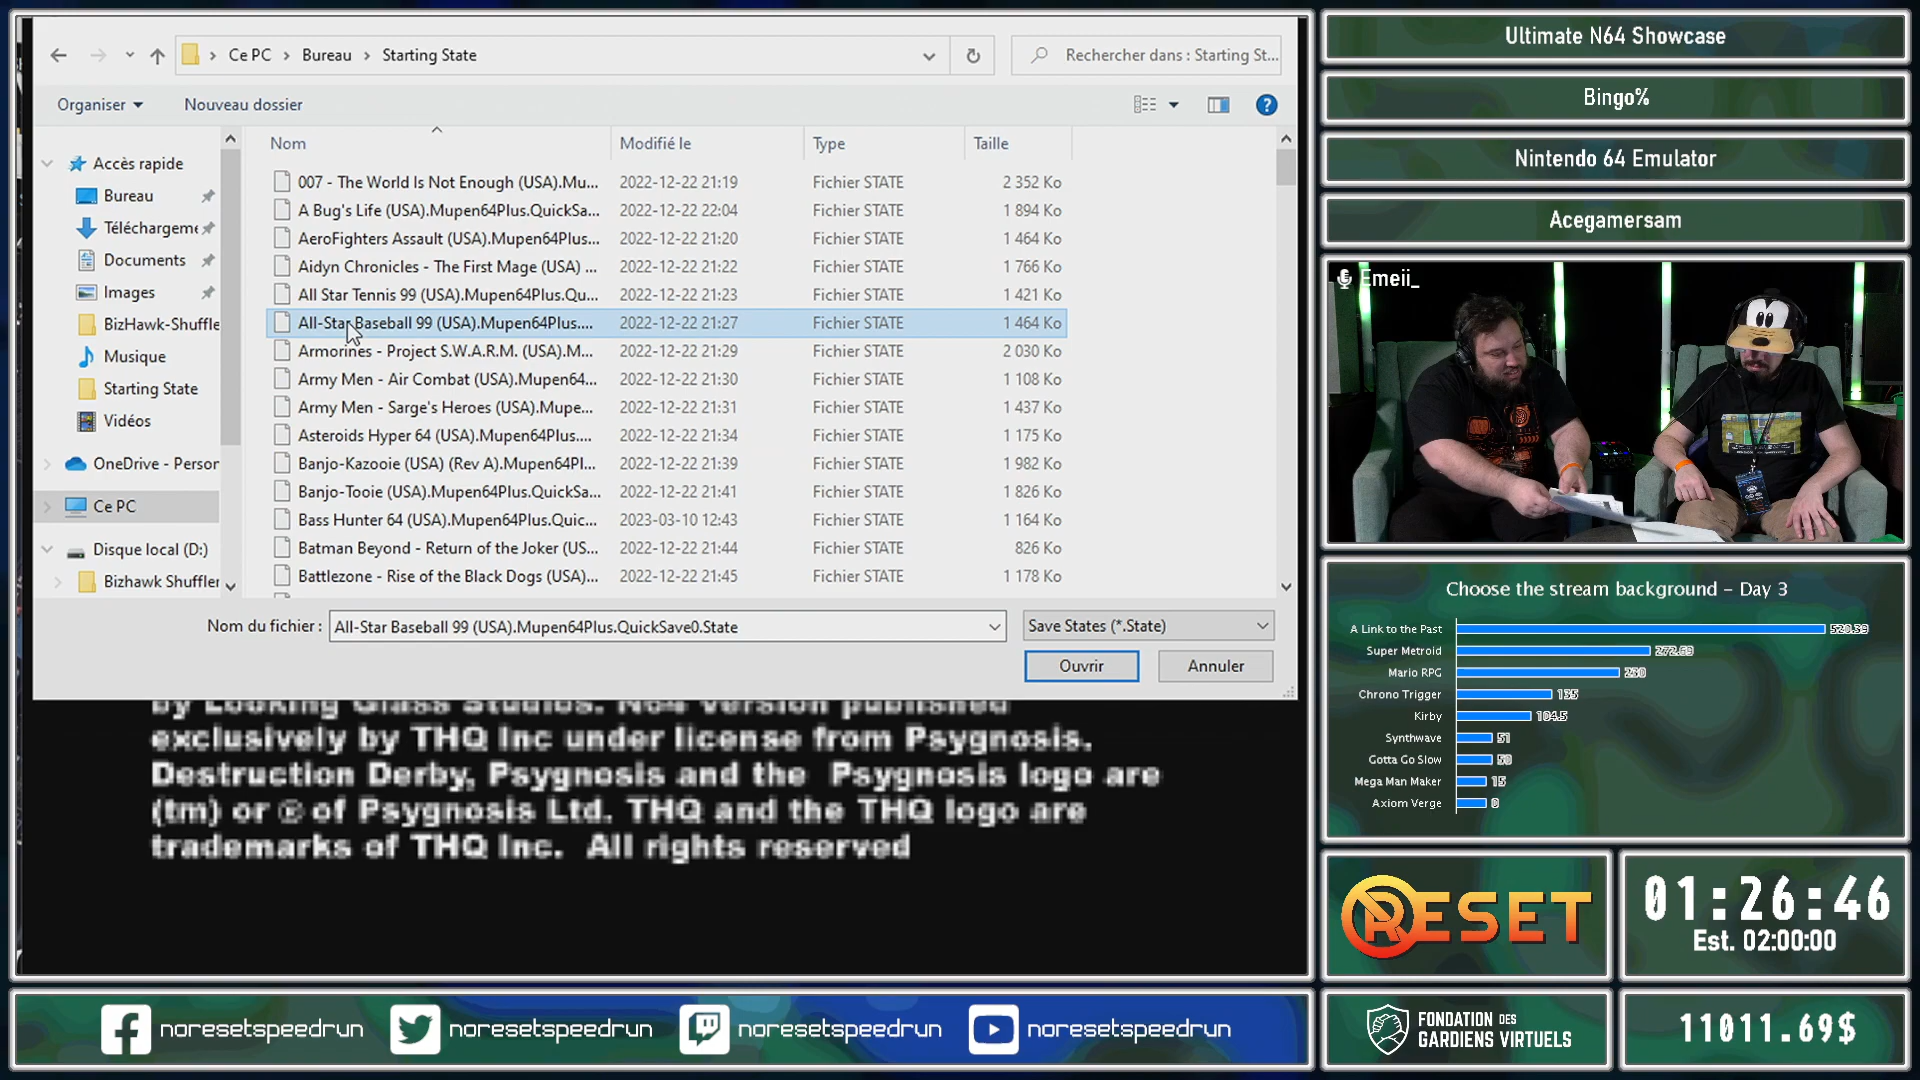 Ce PC
Bureau
Starting State
Rechercher dans : Starting St...
Organiser
Nouveau dossier
?
Nom
Modifié le
Type
Taille
Accès rapide
Bureau
Téléchargeme
Documents
Images
BizHawk-Shuffle
Musique
Starting State
Vidéos
OneDrive - Person
Ce PC
Disque local (D:)
Bizhawk Shuffler
007 - The World Is Not Enough (USA).Mu... 2022-12-22 21:19 Fichier STATE 2 352 Ko
A Bug's Life (USA).Mupen64Plus.QuickSa... 2022-12-22 22:04 Fichier STATE 1 894 Ko
AeroFighters Assault (USA).Mupen64Plus... 2022-12-22 21:20 Fichier STATE 1 464 Ko
Aidyn Chronicles - The First Mage (USA) ... 2022-12-22 21:22 Fichier STATE 1 766 Ko
All Star Tennis 99 (USA).Mupen64Plus.Qu... 2022-12-22 21:23 Fichier STATE 1 421 Ko
All-Star Baseball 99 (USA).Mupen64Plus.... 2022-12-22 21:27 Fichier STATE 1 464 Ko
Armorines - Project S.W.A.R.M. (USA).M... 2022-12-22 21:29 Fichier STATE 2 030 Ko
Army Men - Air Combat (USA).Mupen64... 2022-12-22 21:30 Fichier STATE 1 108 Ko
Army Men - Sarge's Heroes (USA).Mupe... 2022-12-22 21:31 Fichier STATE 1 437 Ko
Asteroids Hyper 64 (USA).Mupen64Plus.... 2022-12-22 21:34 Fichier STATE 1 175 Ko
Banjo-Kazooie (USA) (Rev A).Mupen64Pl... 2022-12-22 21:39 Fichier STATE 1 982 Ko
Banjo-Tooie (USA).Mupen64Plus.QuickSa... 2022-12-22 21:41 Fichier STATE 1 826 Ko
Bass Hunter 64 (USA).Mupen64Plus.Quic... 2023-03-10 12:43 Fichier STATE 1 164 Ko
Batman Beyond - Return of the Joker (US... 2022-12-22 21:44 Fichier STATE 826 Ko
Battlezone - Rise of the Black Dogs (USA)... 2022-12-22 21:45 Fichier STATE 1 178 Ko
Nom du fichier : All-Star Baseball 99 (USA).Mupen64Plus.QuickSave0.State
Save States (*.State)
Ouvrir
Annuler
by Looking Glass Studios. N64 version published
exclusively by THQ Inc under license from Psygnosis.
Destruction Derby, Psygnosis and the Psygnosis logo are
(tm) or ® of Psygnosis Ltd. THQ and the THQ logo are
trademarks of THQ Inc. All rights reserved
Ultimate N64 Showcase
Bingo%
Nintendo 64 Emulator
Acegamersam
Emeii_
Choose the stream background - Day 3
A Link to the Past 520.39
Super Metroid 272.69
Mario RPG 230
Chrono Trigger 135
Kirby 104.5
Synthwave 51
Gotta Go Slow 50
Mega Man Maker 15
Axiom Verge 0
RESET
01:26:46
Est. 02:00:00
noresetspeedrun
noresetspeedrun
noresetspeedrun
noresetspeedrun
FONDATION DES
GARDIENS VIRTUELS
11011.69$